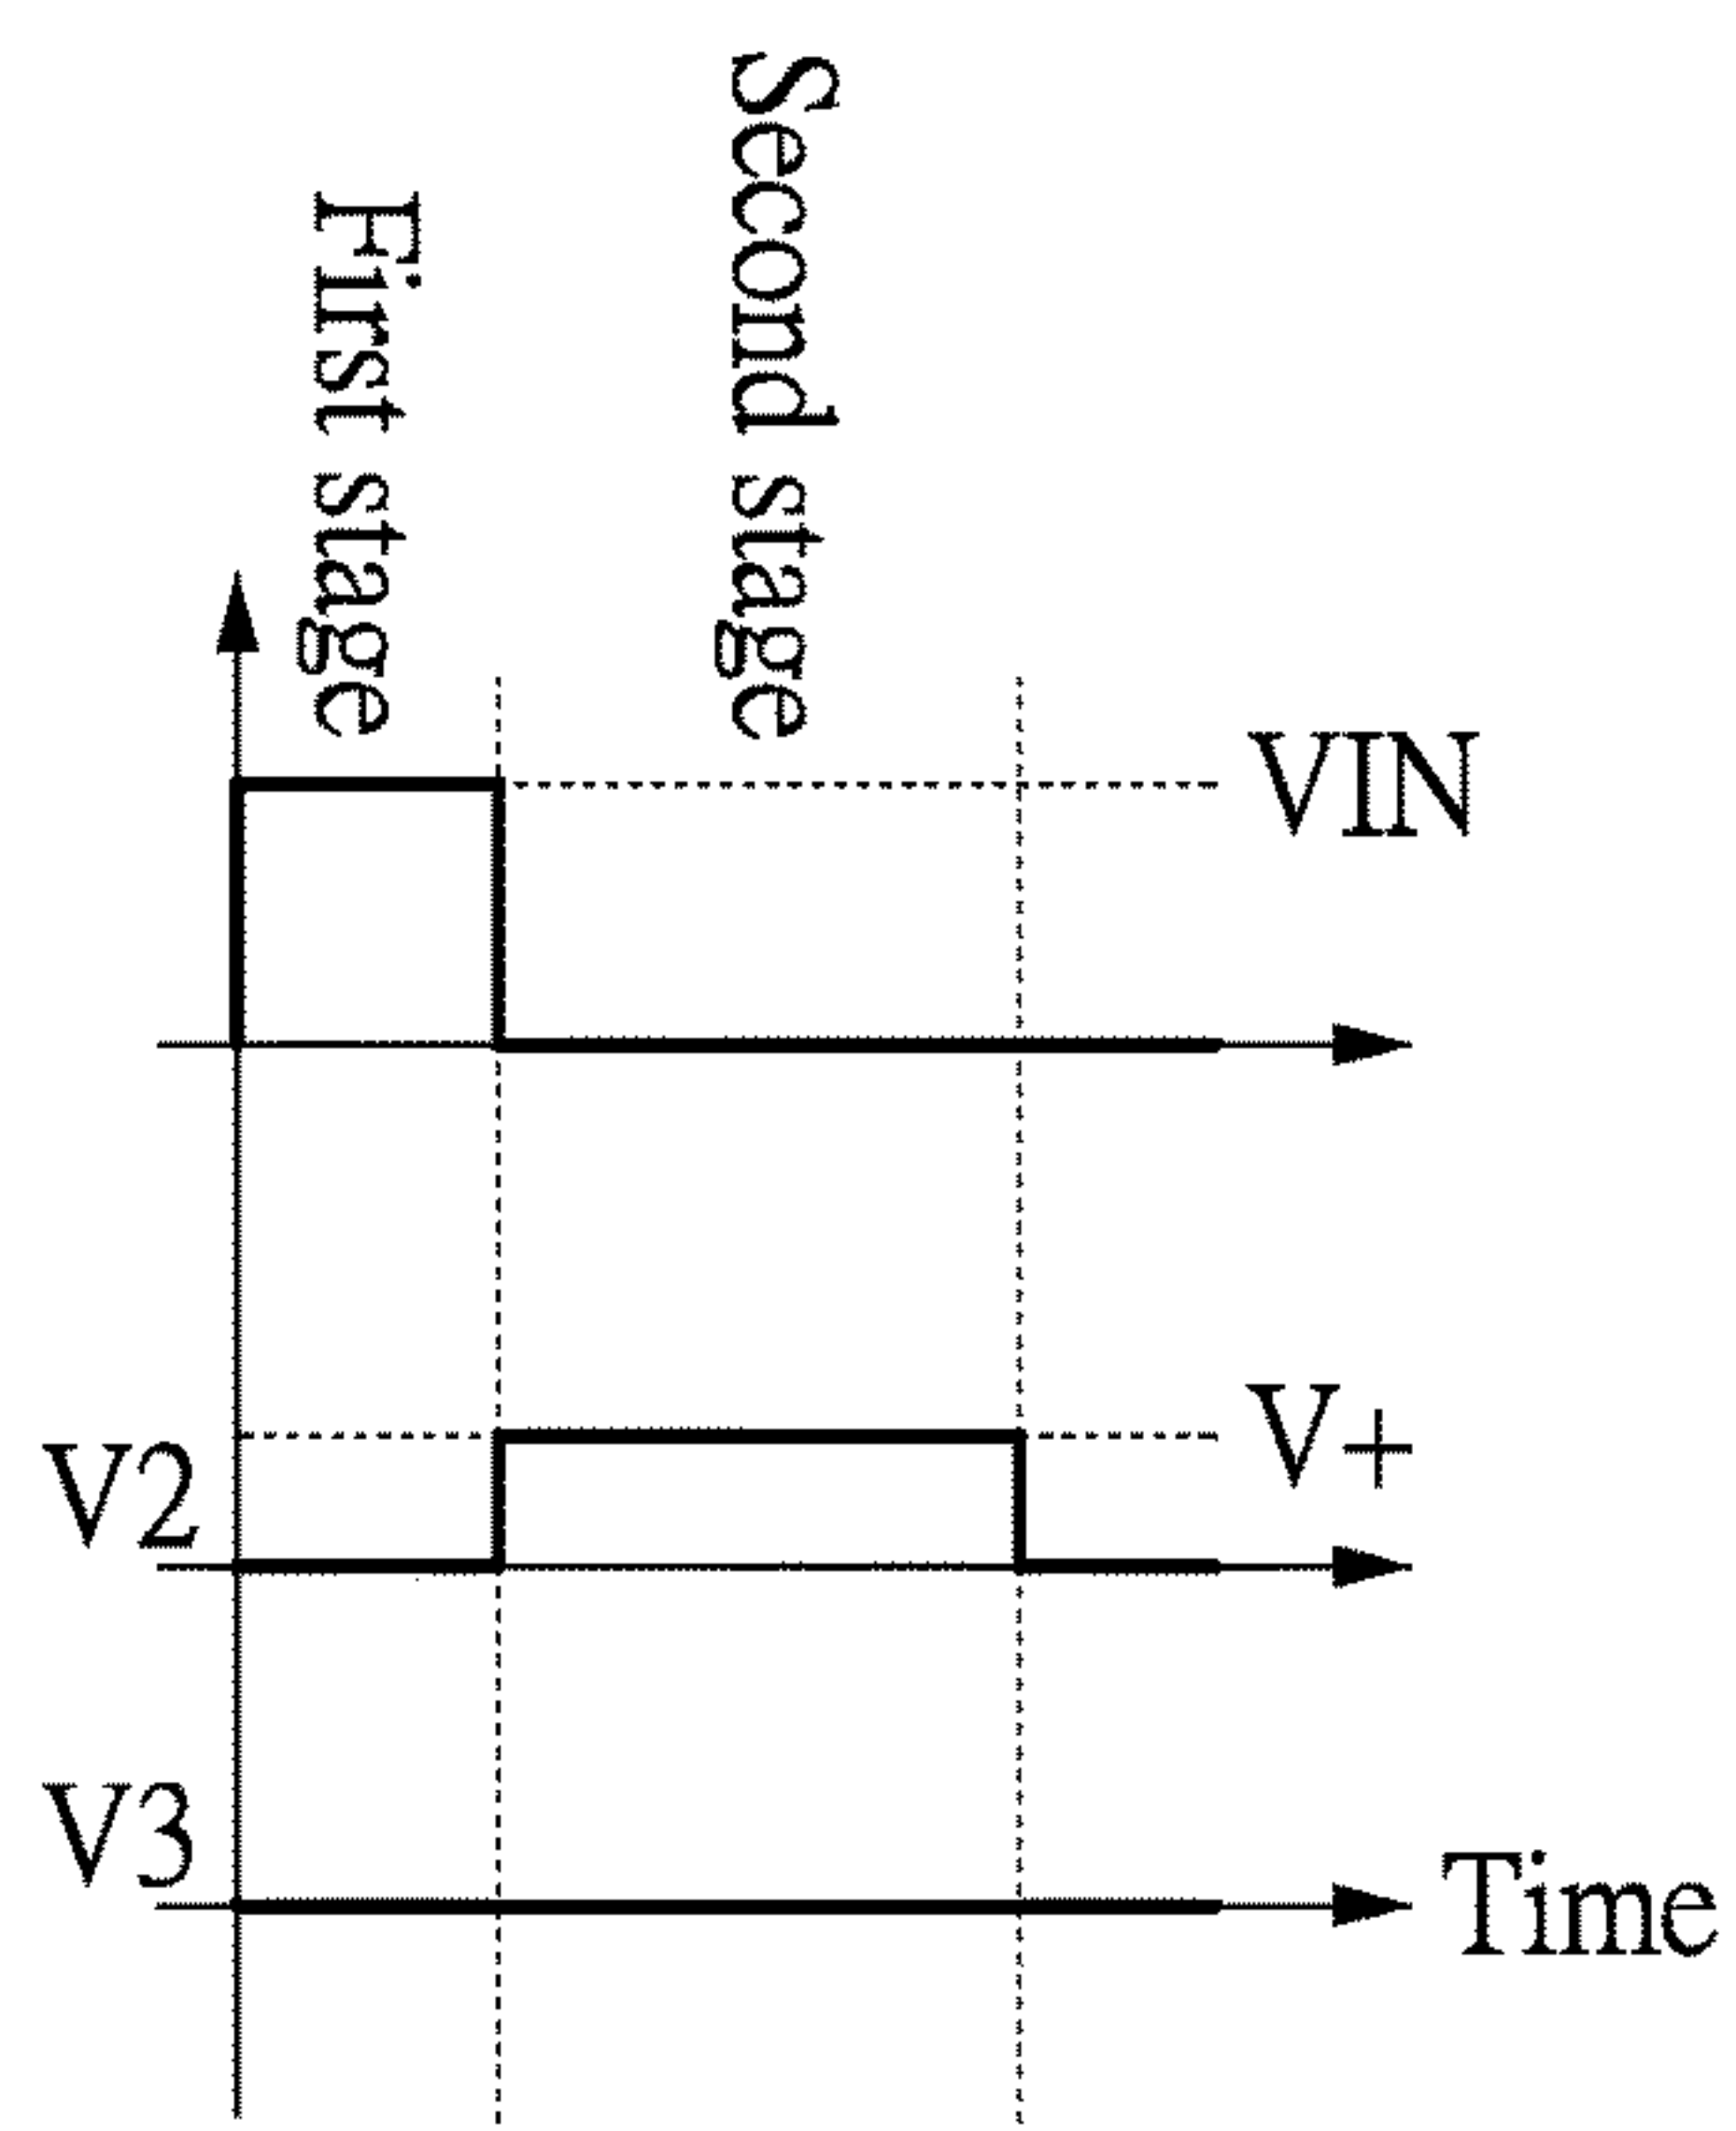 First stage
Second stage
VIN
V+
V2
V3
Time